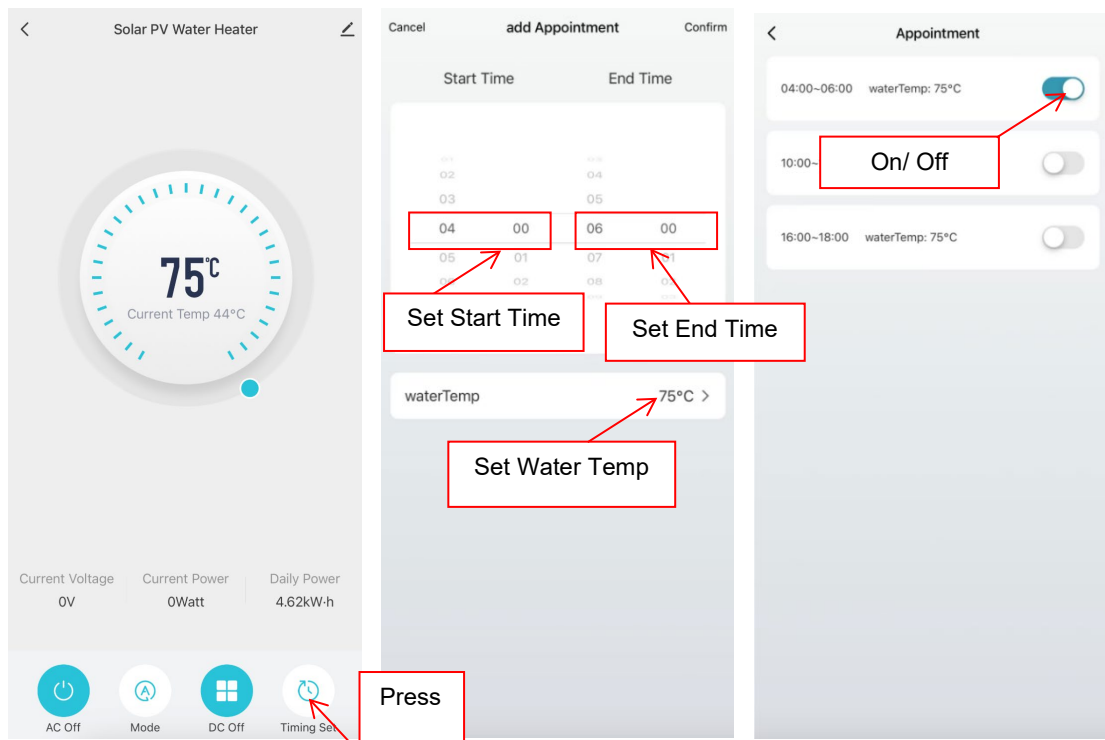 Solar PV Water Heater
75℃
Current Temp 44°C
Current Voltage Current Power Daily Power
0V 0Watt 4.62kW·h
AC Off Mode DC Off Timing Set
Press
Cancel add Appointment Confirm
Start Time End Time
02 04
03 05
04 00 06 00
05 01 07 01
02 08
Set Start Time
Set End Time
waterTemp 75°C
Set Water Temp
Appointment
04:00~06:00 waterTemp: 75°C
On/ Off
10:00~
16:00~18:00 waterTemp: 75°C